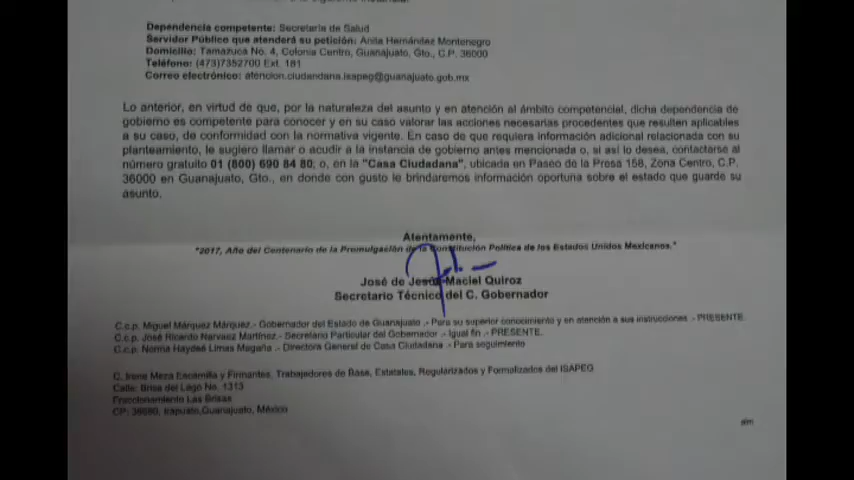 Dependencia competente: Secretaría de Salud
Servidor Público que atenderá su petición: Anita Hernández Montenegro
Domicilio: Tamazuca No. 4, Colonia Centro, Guanajuato, Gto., C.P. 36000
Teléfono: (473)7352700 Ext. 181
Correo electrónico: atencion.ciudadana.isapeg@guanajuato.gob.mx
Lo anterior, en virtud de que, por la naturaleza del asunto y en atención al ámbito competencial, dicha dependencia de
gobierno es competente para conocer y en su caso valorar las acciones necesarias procedentes que resulten aplicables
a su caso, de conformidad con la normativa vigente. En caso de que requiera información adicional relacionada con su
planteamiento, le sugiero llamar o acudir a la instancia de gobierno antes mencionada o, si así lo desea, contactarse al
número gratuito 01 (800) 690 84 80; o, en la "Casa Ciudadana", ubicada en Paseo de la Presa 158, Zona Centro, C.P.
36000 en Guanajuato, Gto., en donde con gusto le brindaremos información oportuna sobre el estado que guarde su
asunto.
Atentamente,
"2017, Año del Centenario de la Promulgación de la Constitución Política de los Estados Unidos Mexicanos."
José de Jesús Maciel Quiroz
Secretario Técnico del C. Gobernador
C.c.p. Miguel Márquez Márquez.- Gobernador del Estado de Guanajuato .- Para su superior conocimiento y en atención a sus instrucciones .- PRESENTE.
C.c.p. José Ricardo Narvaez Martínez.- Secretario Particular del Gobernador .- Igual fin .- PRESENTE.
C.c.p. Norma Haydeé Limas Magaña .- Directora General de Casa Ciudadana .- Para seguimiento
C. Irene Meza Escamilla y Firmantes, Trabajadores de Base, Estatales, Regularizados y Formalizados del ISAPEG
Calle: Brisa del Lago No. 1313
Fraccionamiento Las Brisas
CP: 36680, Irapuato,Guanajuato, México